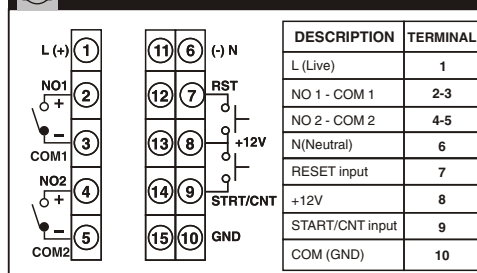 L (+) 1 11 6 (-) N
NO1 2 12 7 RST
+
3 13 8 +12V
-
COM1
NO2 4 14 9 STRT/CNT
+
-
COM2 5 15 10 GND
DESCRIPTION TERMINAL
L (Live) 1
NO 1 - COM 1 2-3
NO 2 - COM 2 4-5
N(Neutral) 6
RESET input 7
+12V 8
START/CNT input 9
COM (GND) 10